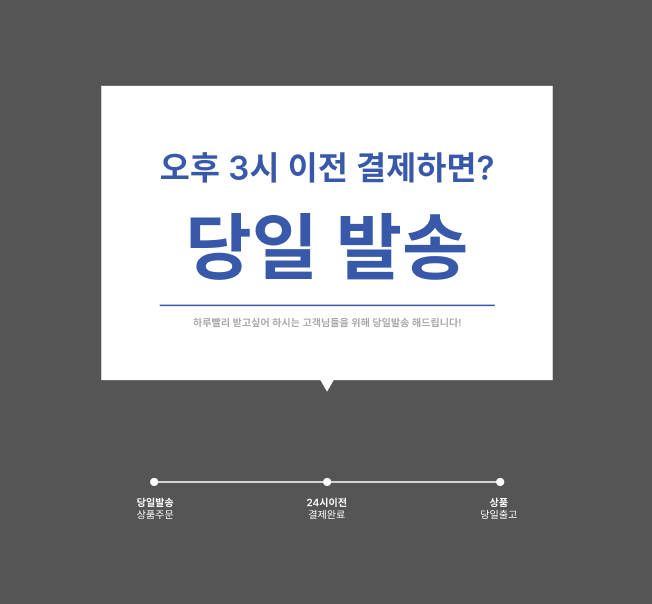 오후 3시 이전 결제하면?
당일 발송
하루빨리 받고싶어 하시는 고객님들을 위해 당일발송 해드립니다!
당일발송
상품주문
24시이전
결제완료
상품
당일출고